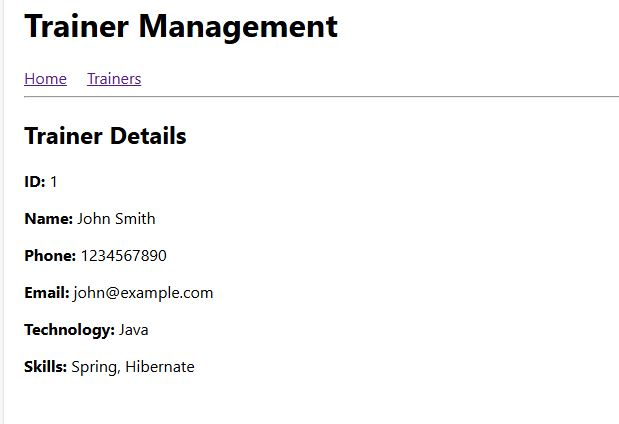 Trainer Management
Home Trainers
Trainer Details
ID: 1
Name: John Smith
Phone: 1234567890
Email: john@example.com
Technology: Java
Skills: Spring, Hibernate